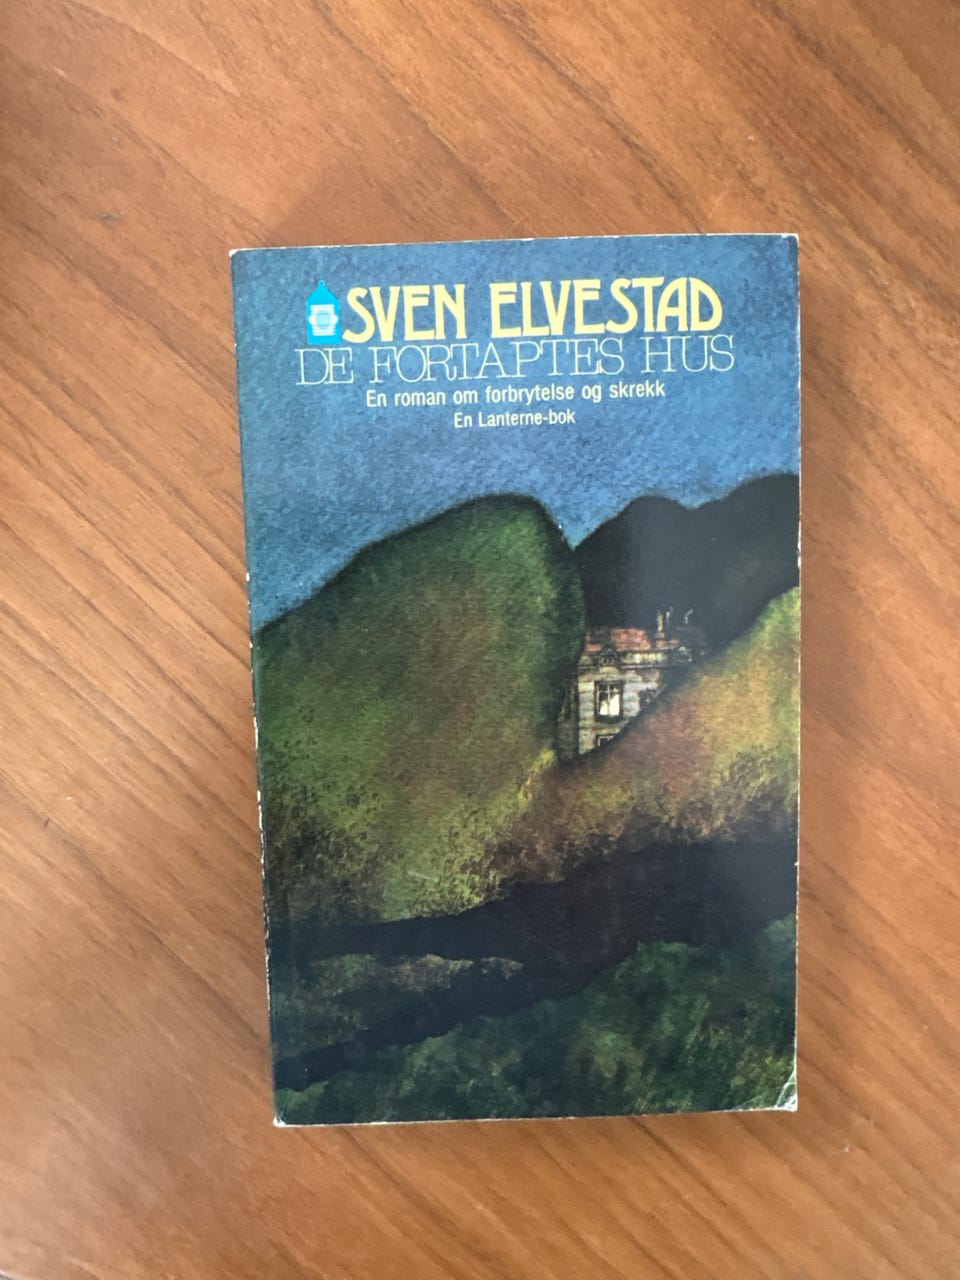 SVEN ELVESTAD
DE FORTAPTES HUS
En roman om forbrytelse og skrekk
En Lanterne-bok